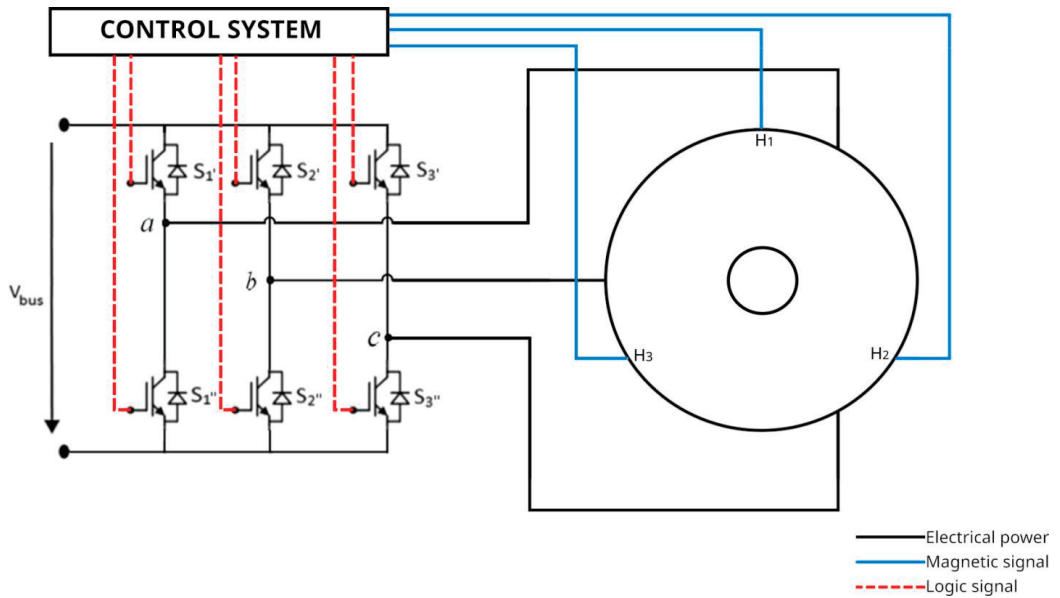 CONTROL SYSTEM
H1
S1' S2' S3'
a
Vbus
b
c
H3 H2
S1" S2" S3"
Electrical power
Magnetic signal
Logic signal